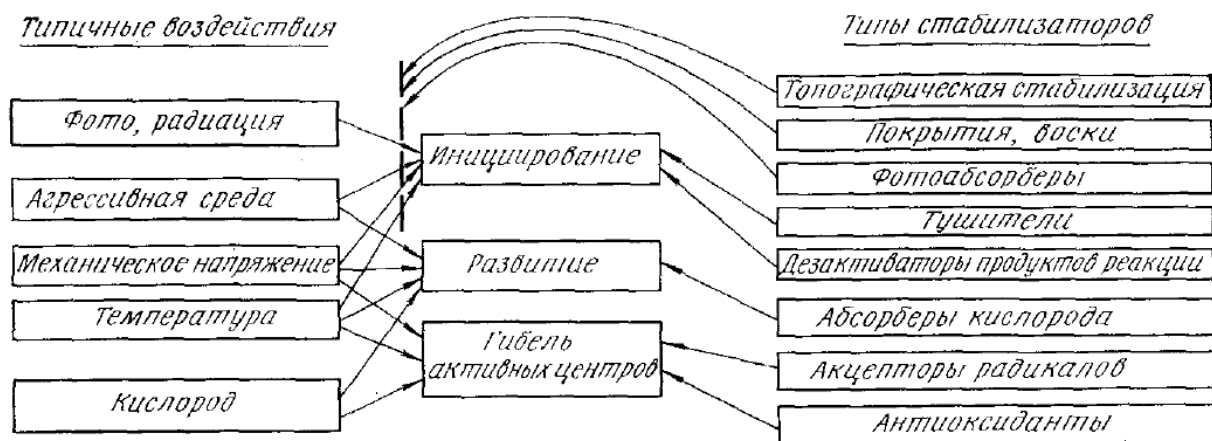 Типичные воздействия
Типы стабилизаторов
Фото, радиация
Агрессивная среда
Механическое напряжение
Температура
Кислород
Инициирование
Развитие
Гибель
активных центров
Топографическая стабилизация
Покрытия, воски
Фотоабсорберы
Тушители
Дезактиваторы продуктов реакции
Абсорберы кислорода
Акцепторы радикалов
Антиоксиданты